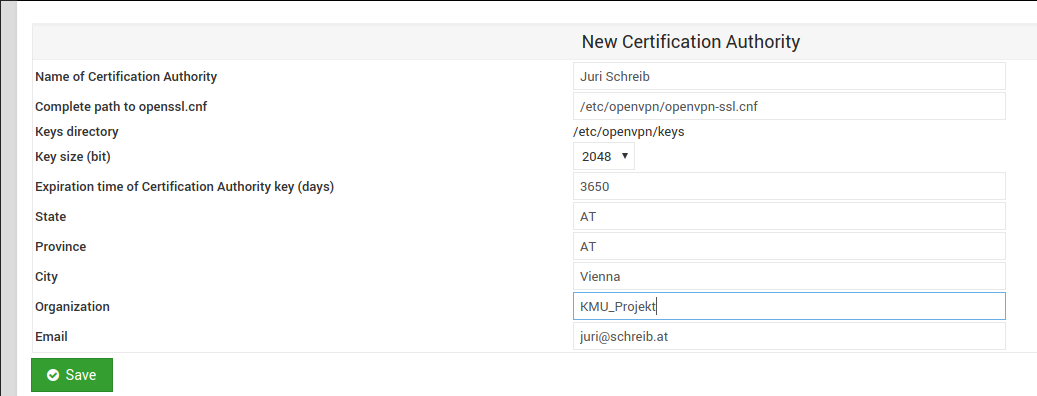 New Certification Authority
Name of Certification Authority Juri Schreib
Complete path to openssl.cnf /etc/openvpn/openvpn-ssl.cnf
Keys directory /etc/openvpn/keys
Key size (bit) 2048
Expiration time of Certification Authority key (days) 3650
State AT
Province AT
City Vienna
Organization KMU_Projekt
Email juri@schreib.at
Save